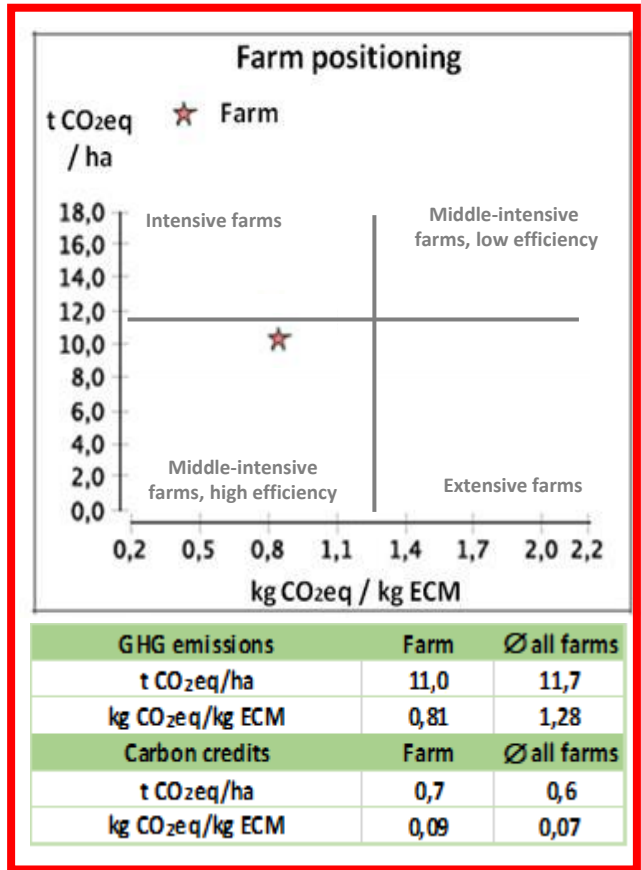 Farm positioning
t CO₂eq
/ ha
Farm
18,0
16,0
14,0
12,0
10,0
8,0
6,0
4,0
2,0
0,0
Intensive farms
Middle-intensive
farms, low efficiency
Middle-intensive
farms, high efficiency
Extensive farms
0,2 0,5 0,8 1,1 1,4 1,7 2,0 2,2
kg CO₂eq / kg ECM
GHG emissions Farm Ø all farms
t CO₂eq/ha 11,0 11,7
kg CO₂eq/kg ECM 0,81 1,28
Carbon credits Farm Ø all farms
t CO₂eq/ha 0,7 0,6
kg CO₂eq/kg ECM 0,09 0,07